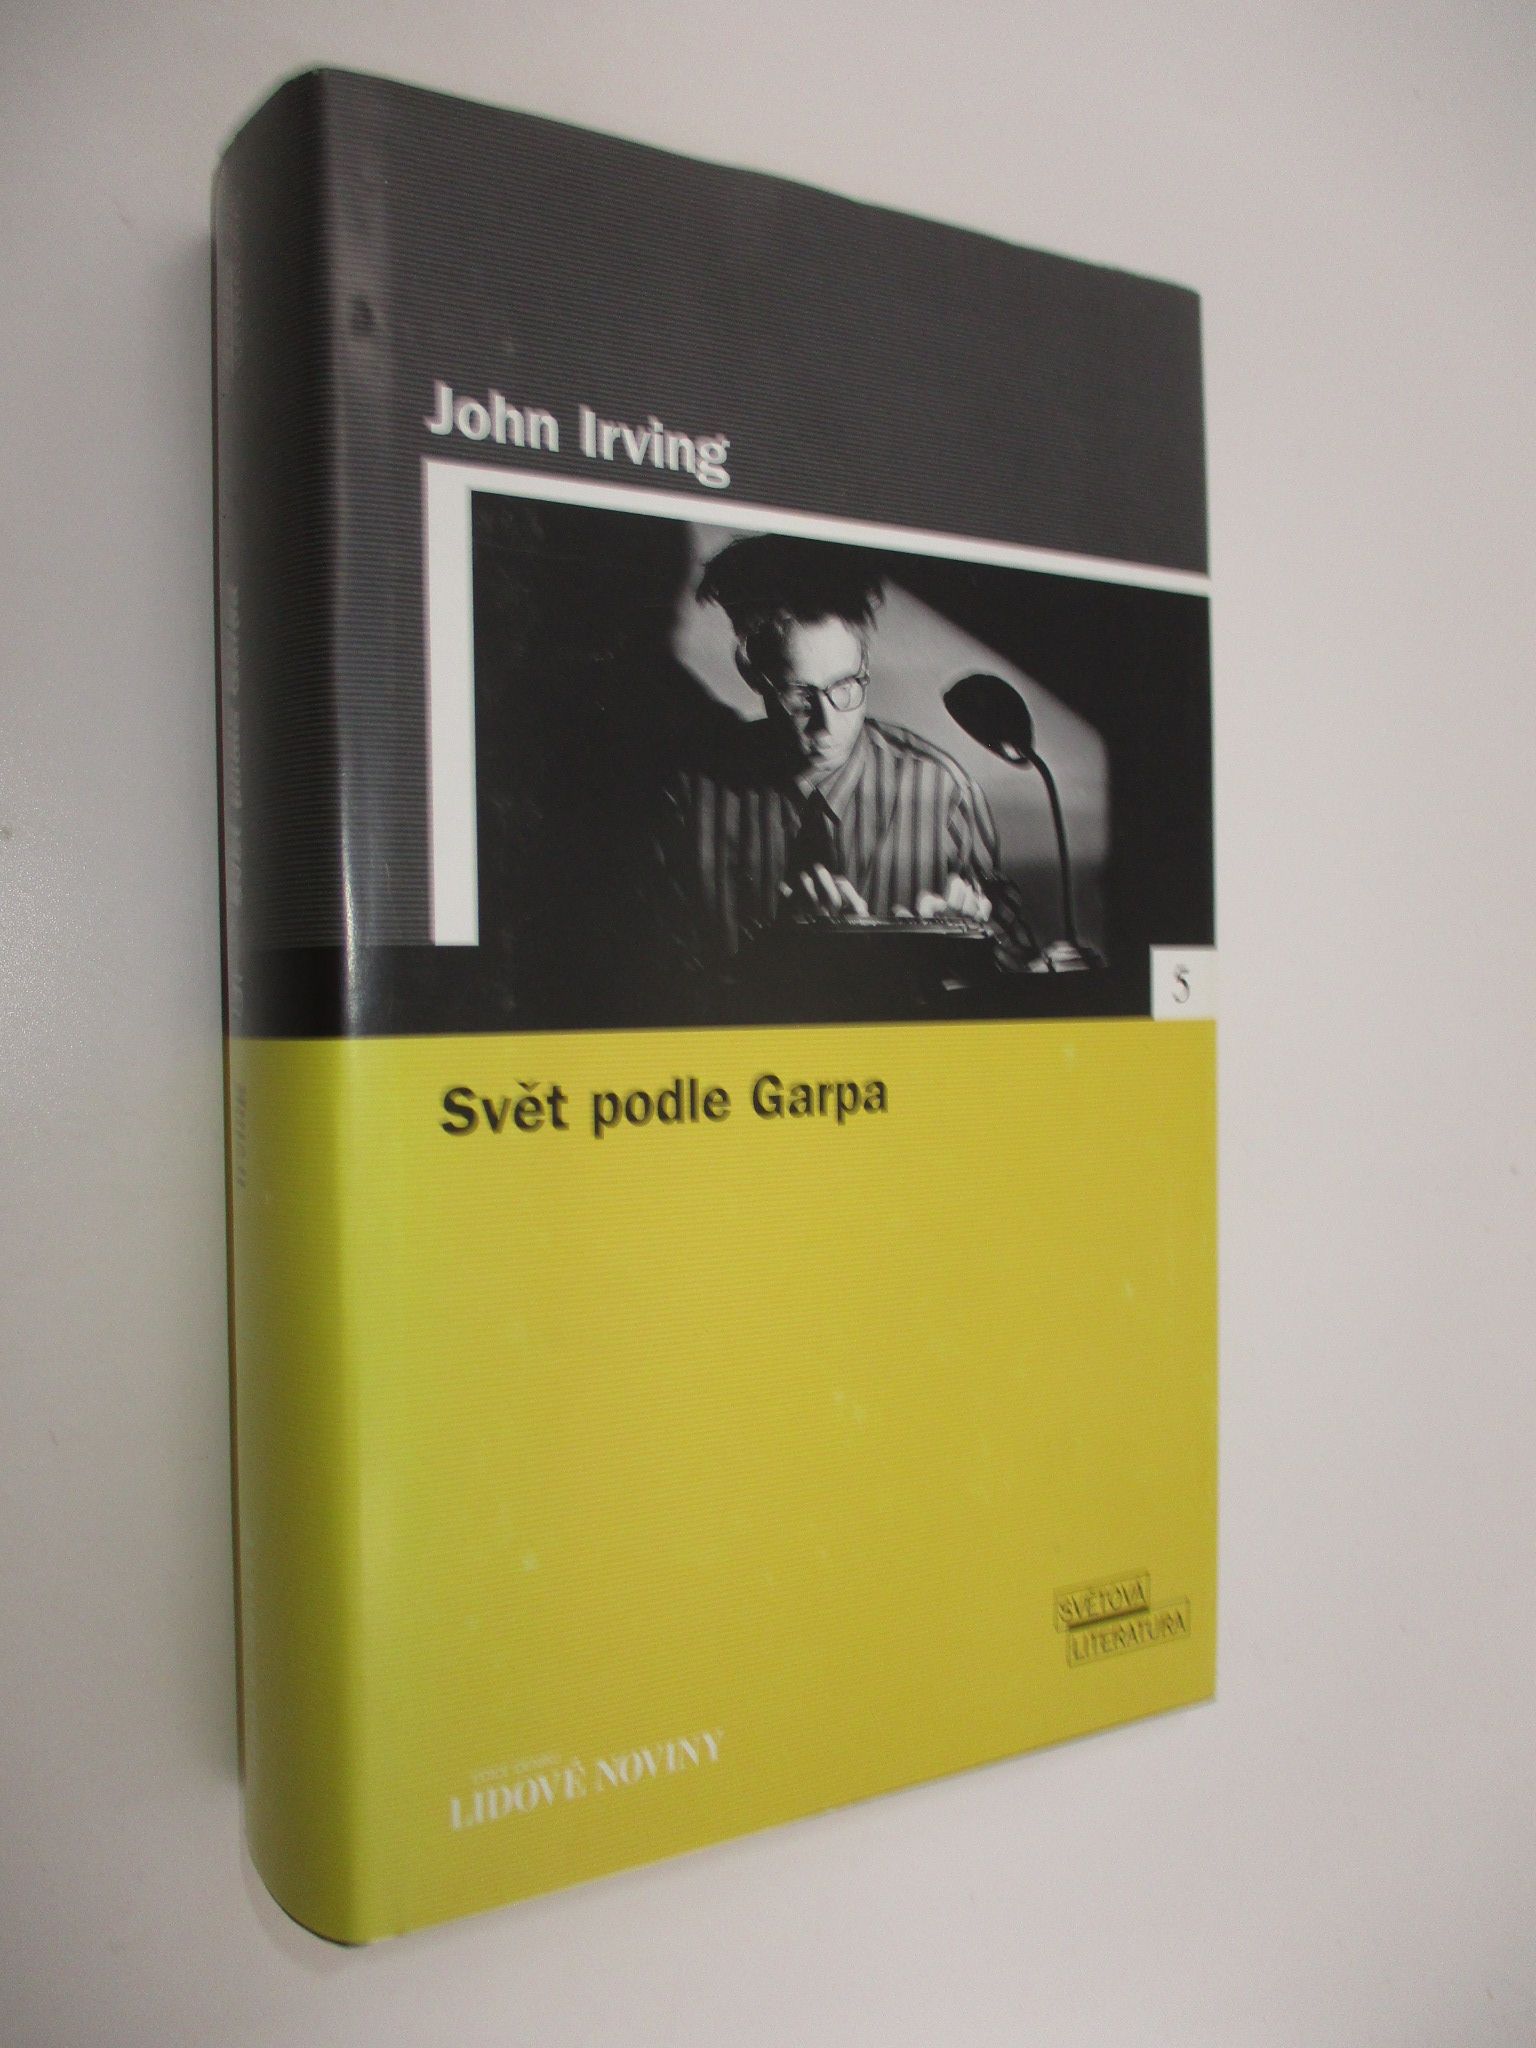 John Irving
5
Svět podle Garpa
SVĚTOVÁ
LITERATURA
LIDOVÉ NOVINY